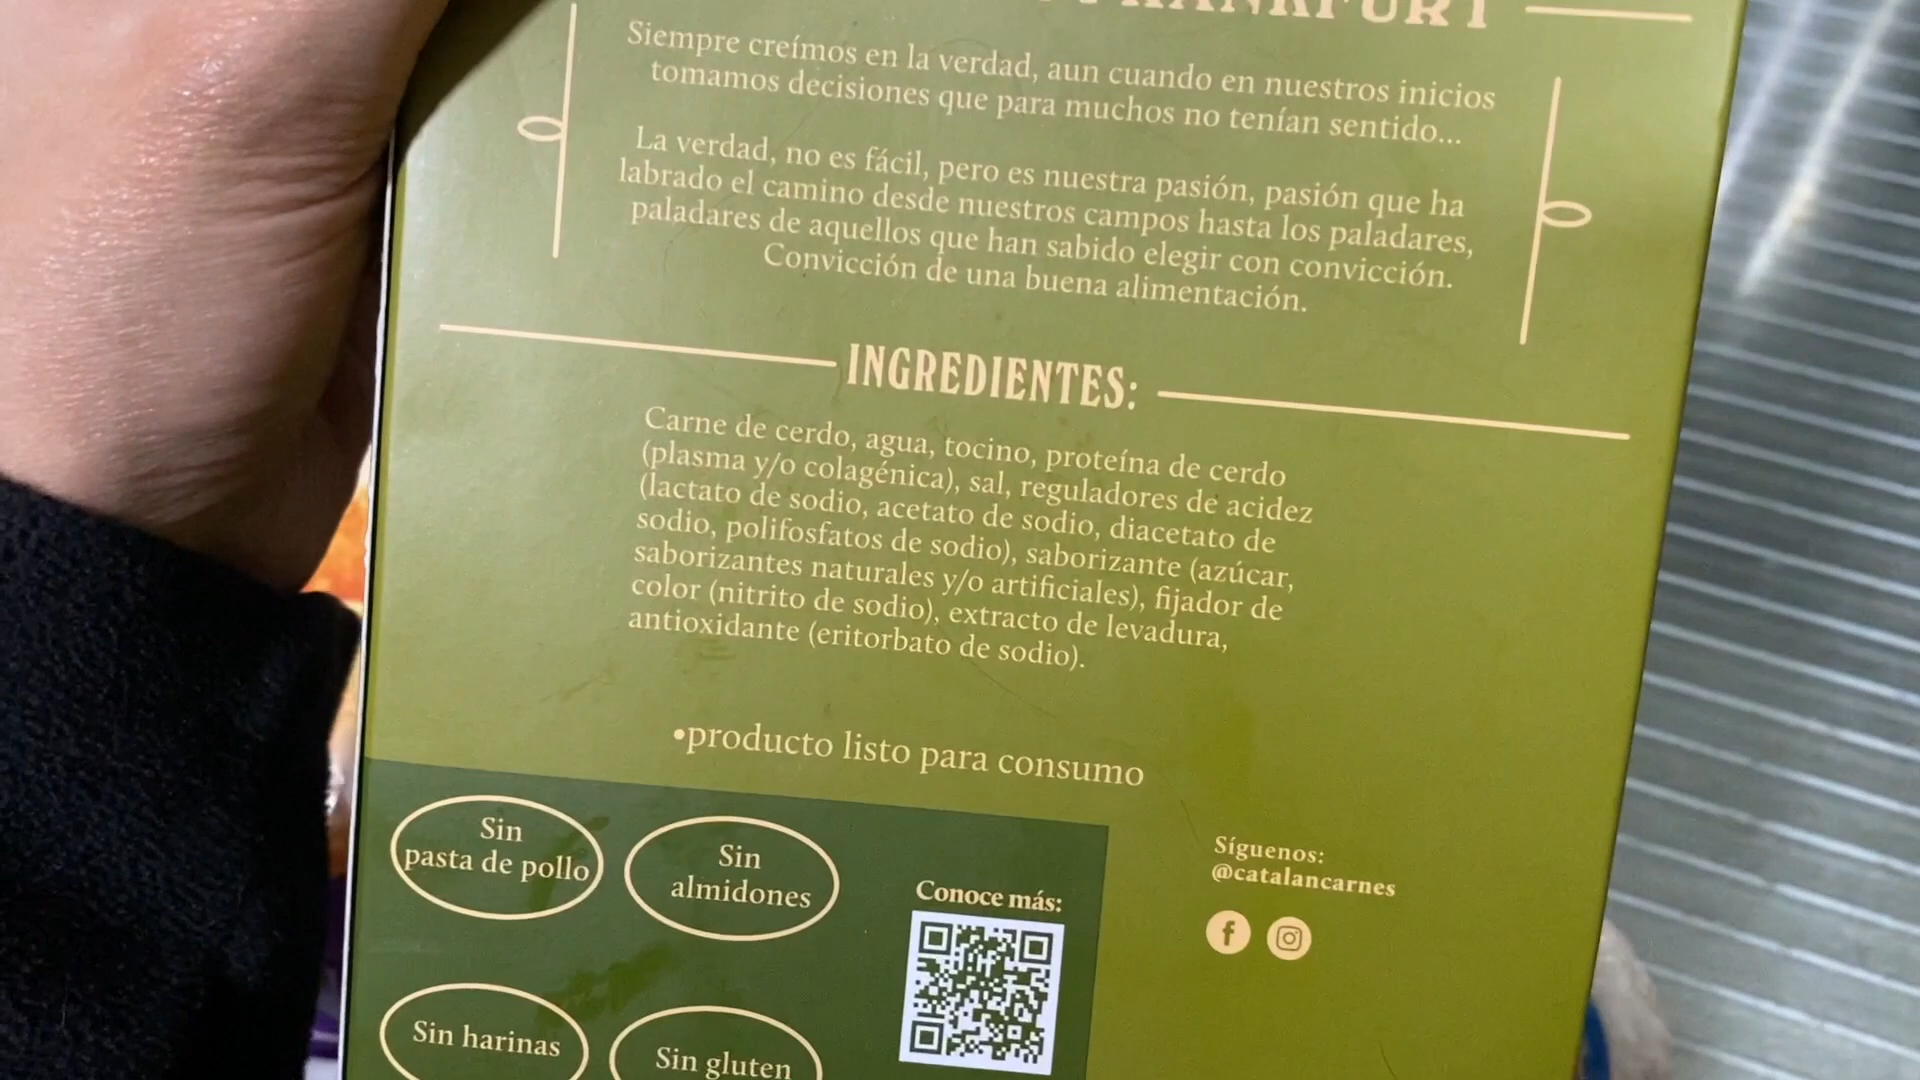 FRANKFURT
Siempre creímos en la verdad, aun cuando en nuestros inicios
tomamos decisiones que para muchos no tenían sentido...
La verdad, no es fácil, pero es nuestra pasión, pasión que ha
labrado el camino desde nuestros campos hasta los paladares,
paladares de aquellos que han sabido elegir con convicción.
Convicción de una buena alimentación.
INGREDIENTES:
Carne de cerdo, agua, tocino, proteína de cerdo
(plasma y/o colagénica), sal, reguladores de acidez
(lactato de sodio, acetato de sodio, diacetato de
sodio, polifosfatos de sodio), saborizante (azúcar,
saborizantes naturales y/o artificiales), fijador de
color (nitrito de sodio), extracto de levadura,
antioxidante (eritorbato de sodio).
•producto listo para consumo
Sin
pasta de pollo
Sin
almidones
Conoce más:
Síguenos:
@catalancarnes
Sin harinas
Sin gluten